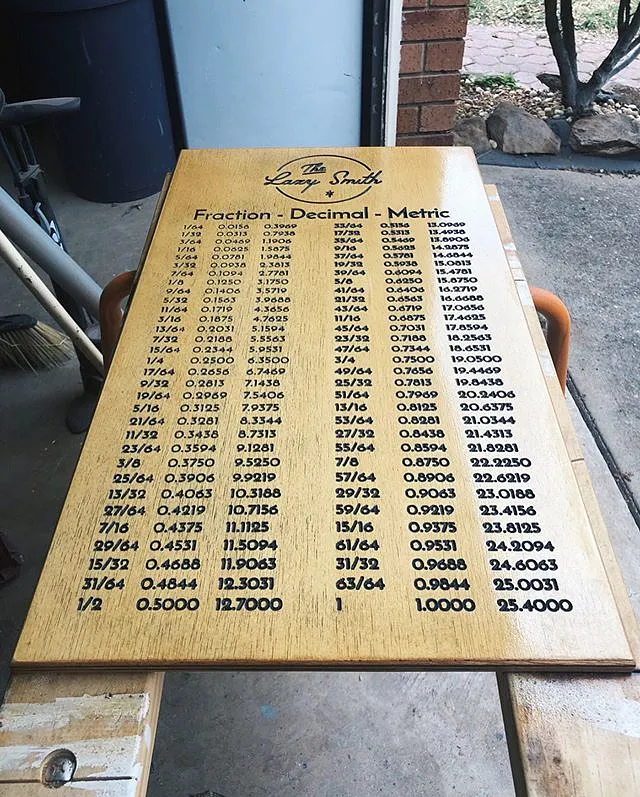 The
Lazy Smith
Fraction - Decimal - Metric
1/64 0.0156 0.3969 33/64 0.5156 13.0969
1/32 0.0313 0.7938 17/32 0.5313 13.4938
3/64 0.0469 1.1906 35/64 0.5469 13.8906
1/16 0.0625 1.5875 9/16 0.5625 14.2875
5/64 0.0781 1.9844 37/64 0.5781 14.6844
3/32 0.0938 2.3813 19/32 0.5938 15.0813
7/64 0.1094 2.7781 39/64 0.6094 15.4781
1/8 0.1250 3.1750 5/8 0.6250 15.8750
9/64 0.1406 3.5719 41/64 0.6406 16.2719
5/32 0.1563 3.9688 21/32 0.6563 16.6688
11/64 0.1719 4.3656 43/64 0.6719 17.0656
3/16 0.1875 4.7625 11/16 0.6875 17.4625
13/64 0.2031 5.1594 45/64 0.7031 17.8594
7/32 0.2188 5.5563 23/32 0.7188 18.2563
15/64 0.2344 5.9531 47/64 0.7344 18.6531
1/4 0.2500 6.3500 3/4 0.7500 19.0500
17/64 0.2656 6.7469 49/64 0.7656 19.4469
9/32 0.2813 7.1438 25/32 0.7813 19.8438
19/64 0.2969 7.5406 51/64 0.7969 20.2406
5/16 0.3125 7.9375 13/16 0.8125 20.6375
21/64 0.3281 8.3344 53/64 0.8281 21.0344
11/32 0.3438 8.7313 27/32 0.8438 21.4313
23/64 0.3594 9.1281 55/64 0.8594 21.8281
3/8 0.3750 9.5250 7/8 0.8750 22.2250
25/64 0.3906 9.9219 57/64 0.8906 22.6219
13/32 0.4063 10.3188 29/32 0.9063 23.0188
27/64 0.4219 10.7156 59/64 0.9219 23.4156
7/16 0.4375 11.1125 15/16 0.9375 23.8125
29/64 0.4531 11.5094 61/64 0.9531 24.2094
15/32 0.4688 11.9063 31/32 0.9688 24.6063
31/64 0.4844 12.3031 63/64 0.9844 25.0031
1/2 0.5000 12.7000 1 1.0000 25.4000